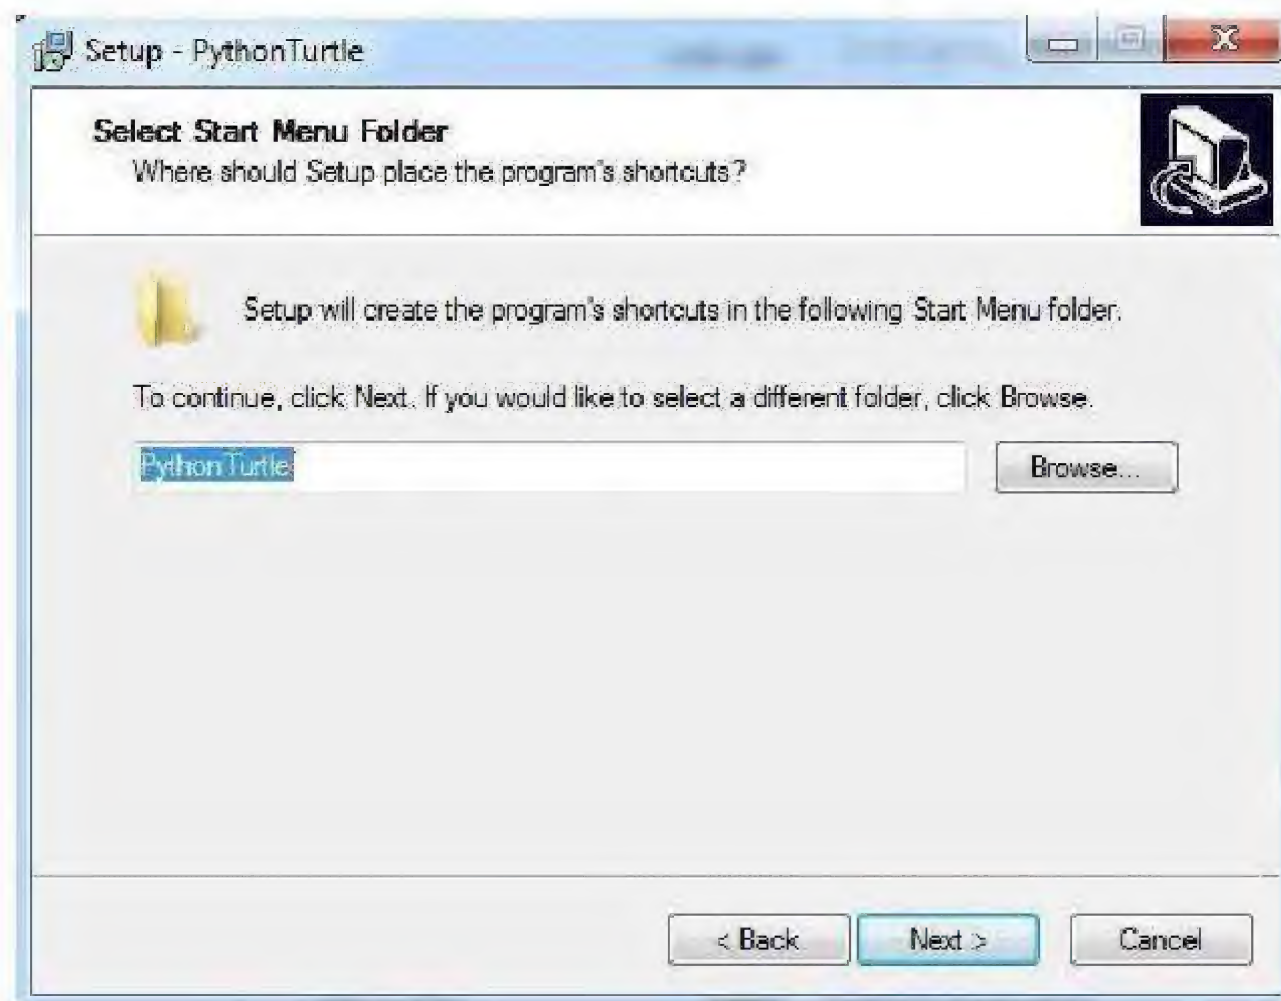 Setup - PythonTurtle
Select Start Menu Folder
Where should Setup place the program's shortcuts?
Setup will create the program's shortcuts in the following Start Menu folder.
To continue, click Next. If you would like to select a different folder, click Browse.
PythonTurtle
Browse...
< Back
Next >
Cancel